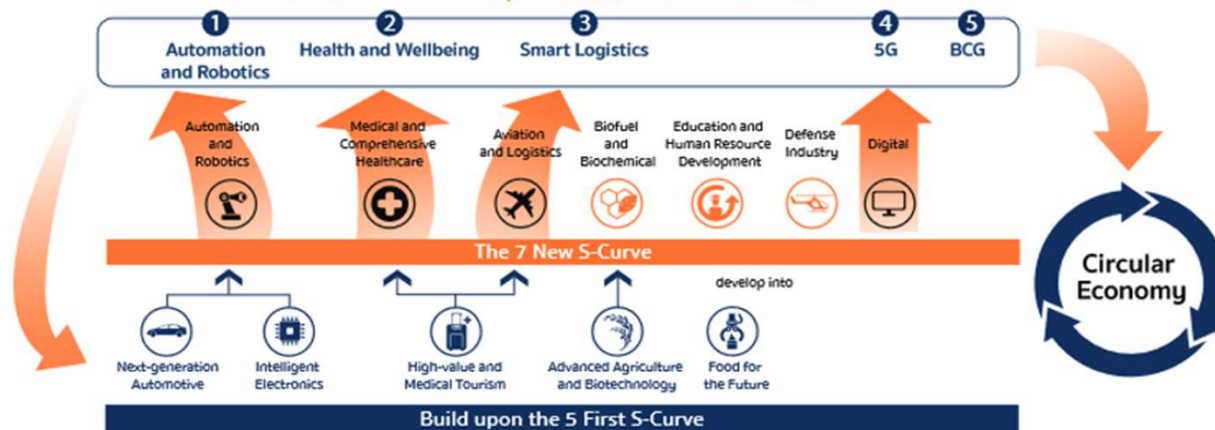 1 2 3 4 5
Automation
and Robotics
Health and Wellbeing
Smart Logistics
5G
BCG
Automation
and
Robotics
Medical and
Comprehensive
Healthcare
Aviation
and Logistics
Biofuel
and
Biochemical
Education and
Human Resource
Development
Defense
Industry
Digital
The 7 New S-Curve
develop into
Next-generation
Automotive
Intelligent
Electronics
High-value and
Medical Tourism
Advanced Agriculture
and Biotechnology
Food for
the Future
Build upon the 5 First S-Curve
Circular
Economy